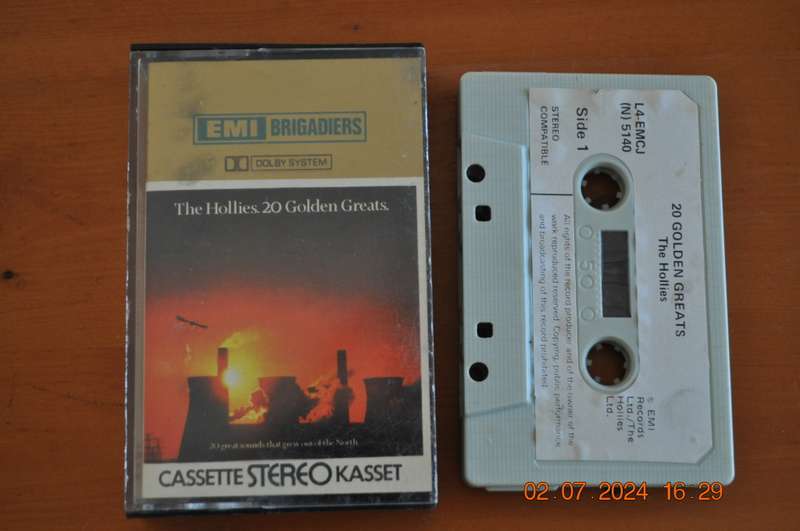 EMI BRIGADIERS
DOLBY SYSTEM
The Hollies. 20 Golden Greats.
20 great sounds that grew out of the North.
CASSETTE STEREO KASSET
L4-EMCJ
(N) 5140
Side 1
STEREO
COMPATIBLE
20 GOLDEN GREATS
The Hollies
All rights of the record producer and of the owner of the
work reproduced reserved. Copying, public performance,
and broadcasting of this record prohibited.
0 50 0
© EMI
Records
Ltd./The
Hollies
Ltd.
02.07.2024 16:29